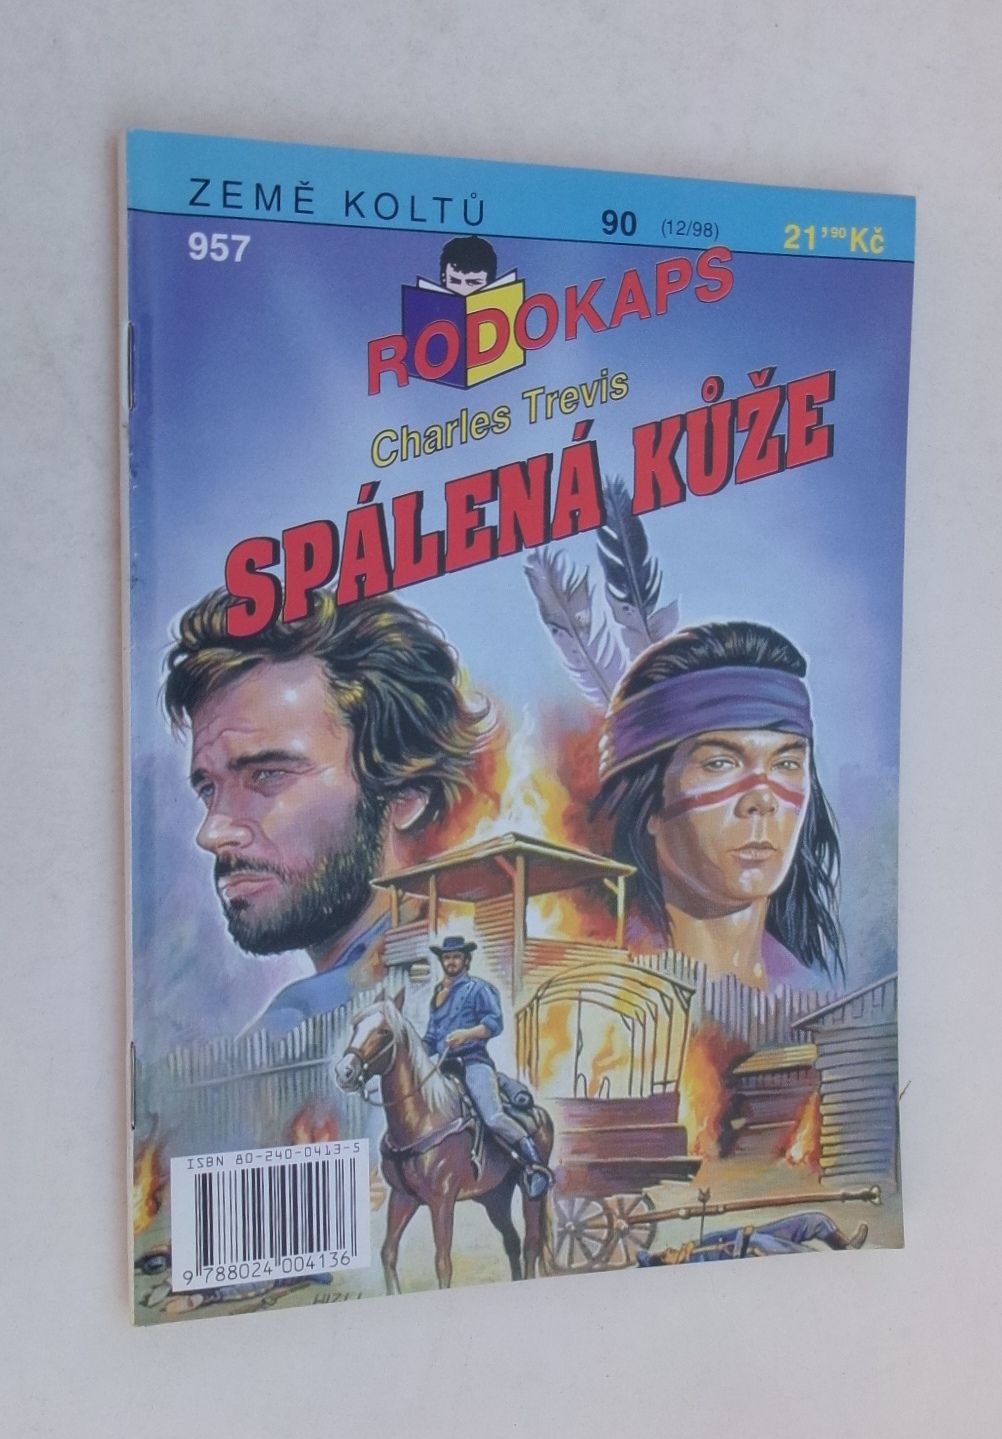 ZEMĚ KOLTŮ
90 (12/98)
21,90 Kč
957
RODOKAPS
Charles Trevis
SPÁLENÁ KŮŽE
ISBN 80-240-0413-5
9 788024 004136